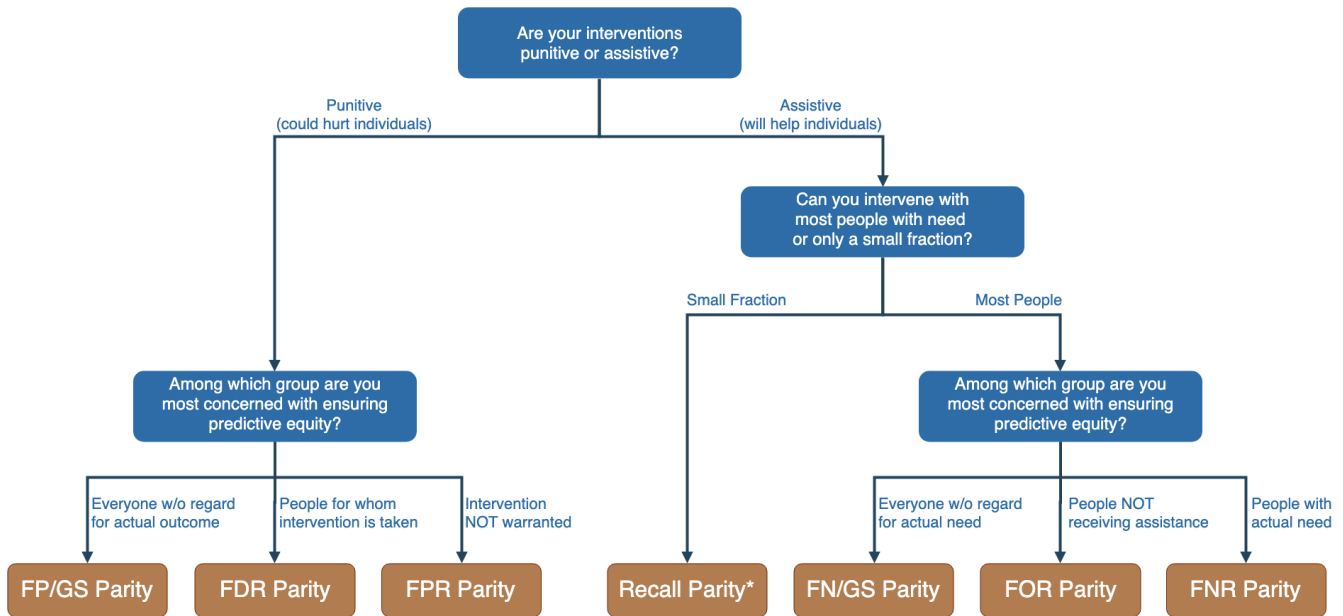 Are your interventions
punitive or assistive?
Punitive
(could hurt individuals)
Assistive
(will help individuals)
Can you intervene with
most people with need
or only a small fraction?
Small Fraction
Most People
Among which group are you
most concerned with ensuring
predictive equity?
Among which group are you
most concerned with ensuring
predictive equity?
Everyone w/o regard
for actual outcome
People for whom
intervention is taken
Intervention
NOT warranted
Everyone w/o regard
for actual need
People NOT
receiving assistance
People with
actual need
FP/GS Parity
FDR Parity
FPR Parity
Recall Parity*
FN/GS Parity
FOR Parity
FNR Parity